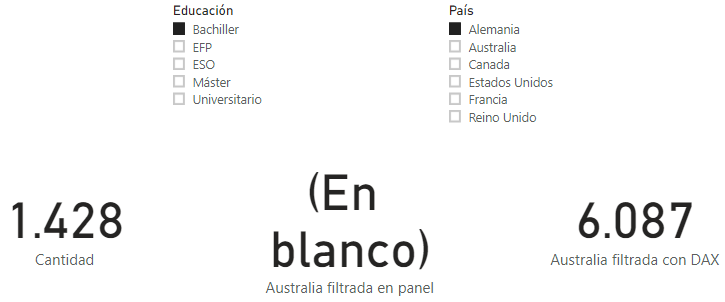 Educación
Bachiller
EFP
ESO
Máster
Universitario
País
Alemania
Australia
Canada
Estados Unidos
Francia
Reino Unido
1.428
Cantidad
(En
blanco)
Australia filtrada en panel
6.087
Australia filtrada con DAX